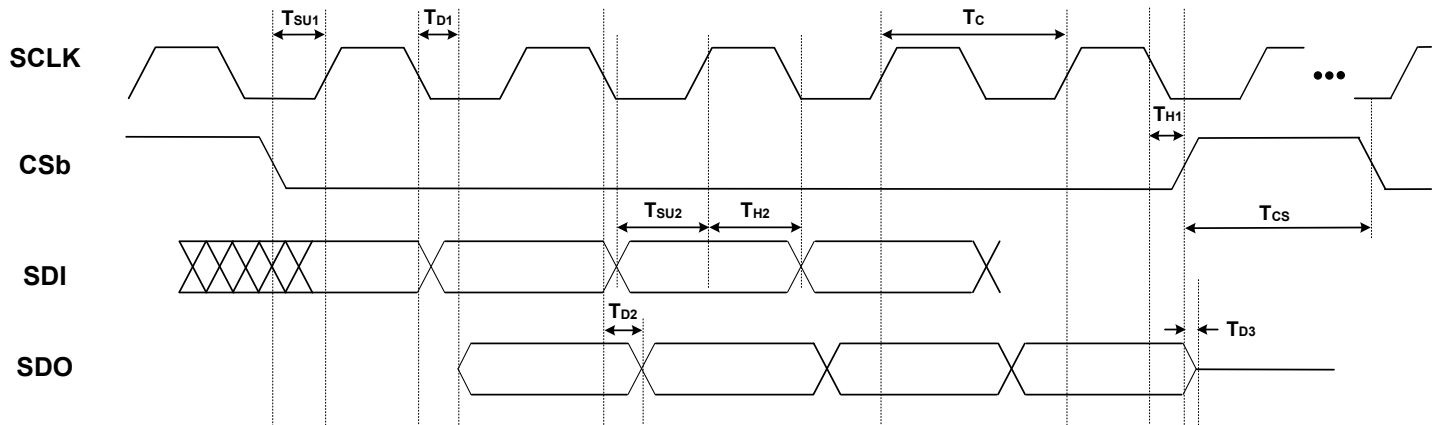 TSU1
TD1
TC
SCLK
•••
TH1
CSb
TSU2
TH2
TCS
SDI
TD2
TD3
SDO